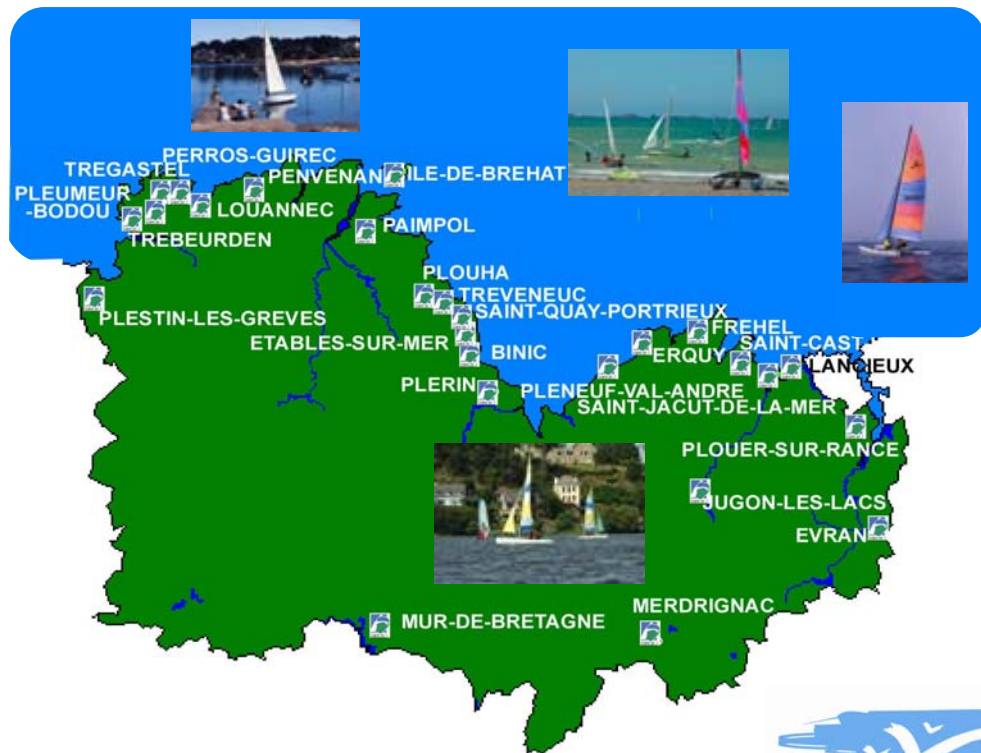 PERROS-GUIREC
TREGASTEL
PENVENAN
ILE-DE-BREHAT
PLEUMEUR
-BODOU
LOUANNEC
PAIMPOL
TREBEURDEN
PLOUHA
TREVENEUC
SAINT-QUAY-PORTRIEUX
PLESTIN-LES-GREVES
FREHEL
ETABLES-SUR-MER
SAINT-CAST
BINIC
ERQUY
LANCIEUX
PLERIN
PLENEUF-VAL-ANDRE
SAINT-JACUT-DE-LA-MER
PLOUER-SUR-RANCE
JUGON-LES-LACS
EVRAN
MERDRIGNAC
MUR-DE-BRETAGNE